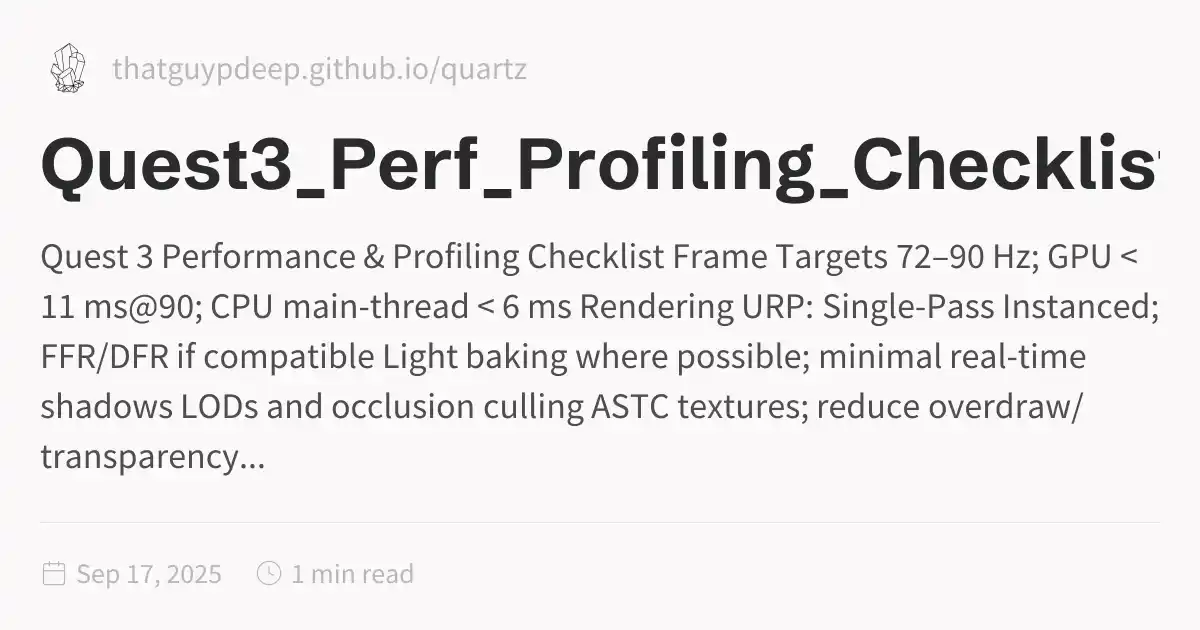 thatguypdeep.github.io/quartz
Quest3_Perf_Profiling_Checklis
Quest 3 Performance & Profiling Checklist Frame Targets 72–90 Hz; GPU <
11 ms@90; CPU main-thread < 6 ms Rendering URP: Single-Pass Instanced;
FFR/DFR if compatible Light baking where possible; minimal real-time
shadows LODs and occlusion culling ASTC textures; reduce overdraw/
transparency...
Sep 17, 2025 1 min read